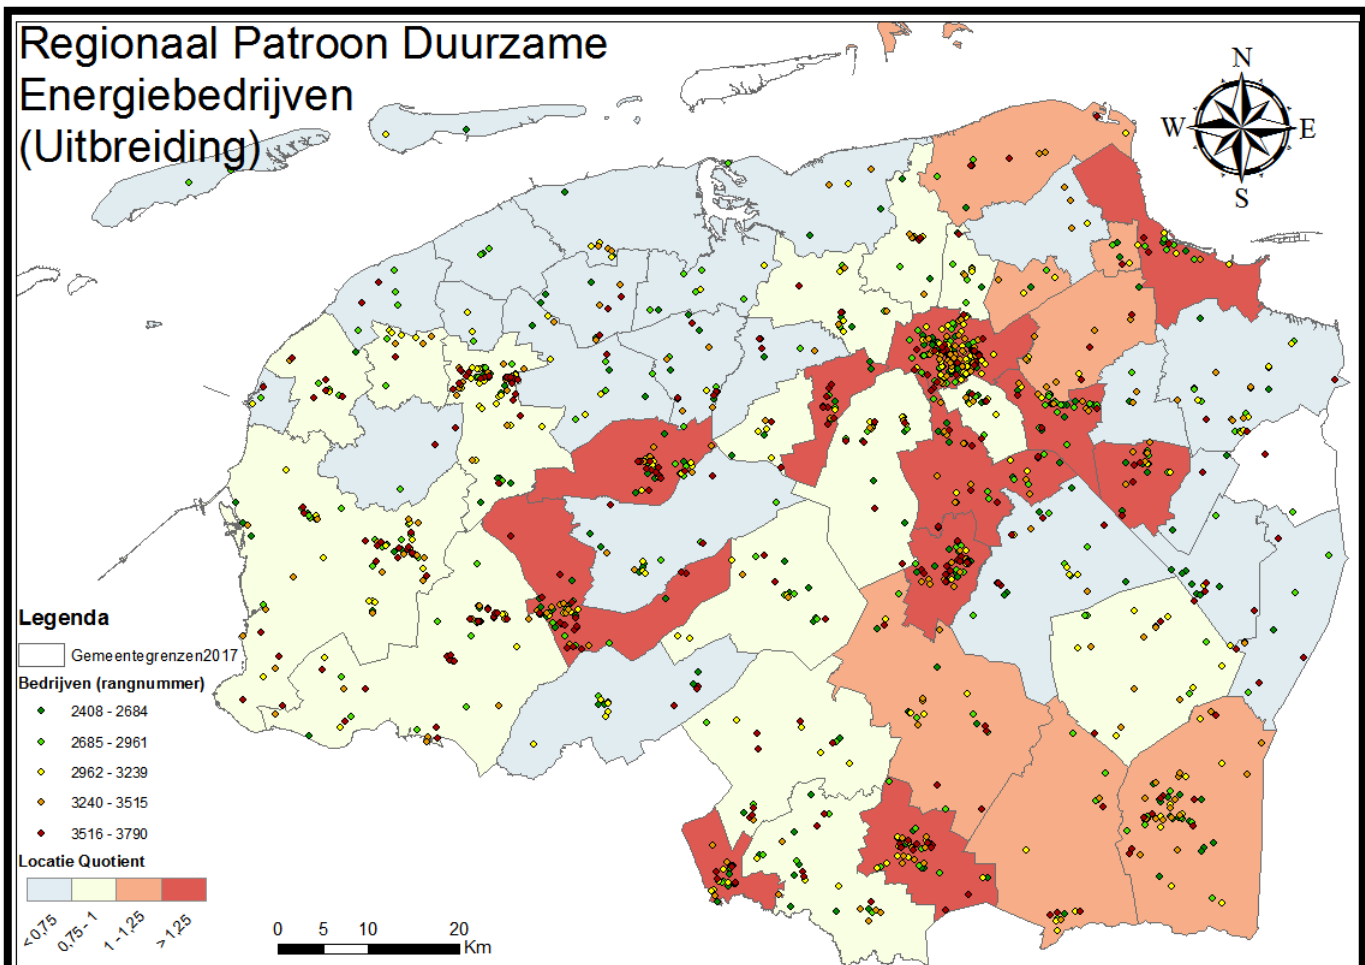 Regionaal Patroon Duurzame
Energiebedrijven
(Uitbreiding)
N
W E
S
Legenda
Gemeentegrenzen2017
Bedrijven (rangnummer)
2408 - 2684
2685 - 2961
2962 - 3239
3240 - 3515
3516 - 3790
Locatie Quotient
< 0,75
0,75 - 1
1 - 1,25
> 1,25
0 5 10 20
Km